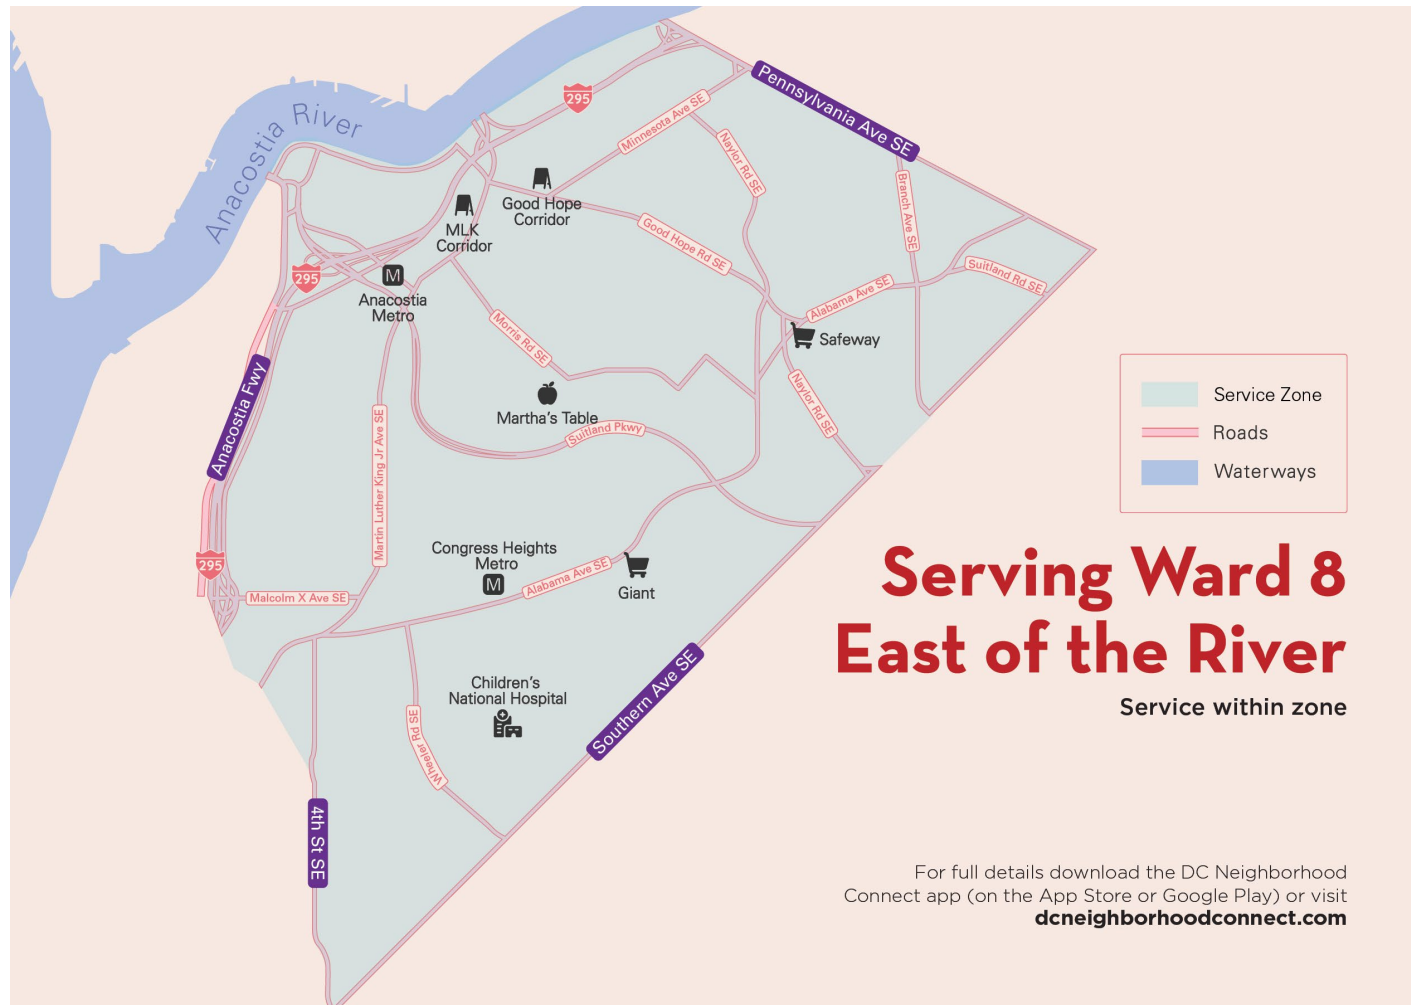 Pennsylvania Ave SE
295
Minnesota Ave SE
Anacostia River
Naylor Rd SE
Branch Ave SE
Good Hope
Corridor
MLK
Corridor
Good Hope Rd SE
Suitland Rd SE
295
M
Anacostia
Metro
Alabama Ave SE
Morris Rd SE
Safeway
Anacostia Fwy
Martha's Table
Naylor Rd SE
Suitland Pkwy
Martin Luther King Jr Ave SE
Service Zone
Roads
Waterways
295
Congress Heights
Metro
M
Alabama Ave SE
Giant
Malcolm X Ave SE
Children's
National Hospital
Southern Ave SE
Wheeler Rd SE
4th St SE
Serving Ward 8
East of the River
Service within zone
For full details download the DC Neighborhood
Connect app (on the App Store or Google Play) or visit
dcneighborhoodconnect.com